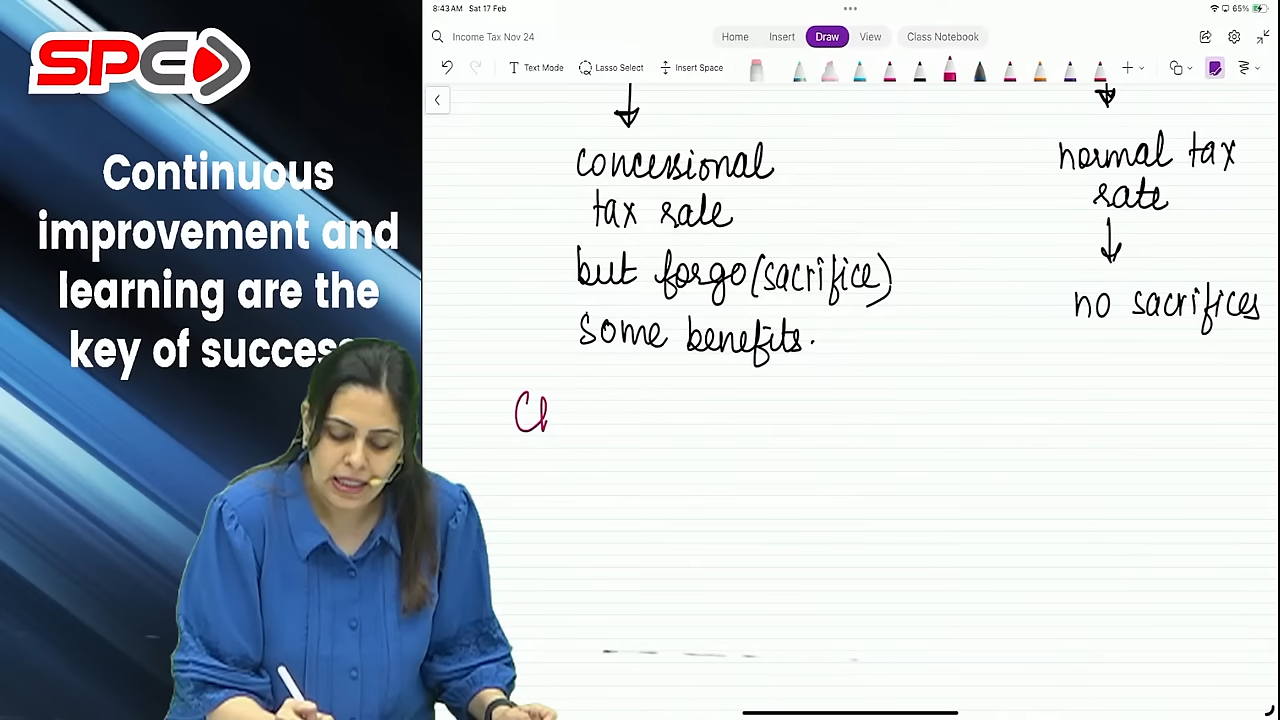 8:43 AM Sat 17 Feb
65%
SPC
Continuous
improvement and
learning are the
key of success
Income Tax Nov 24
Home Insert Draw View Class Notebook
Text Mode Lasso Select Insert Space
concessional
tax rate
but forgo (sacrifice)
some benefits.
normal tax
rate
no sacrifices
Ch